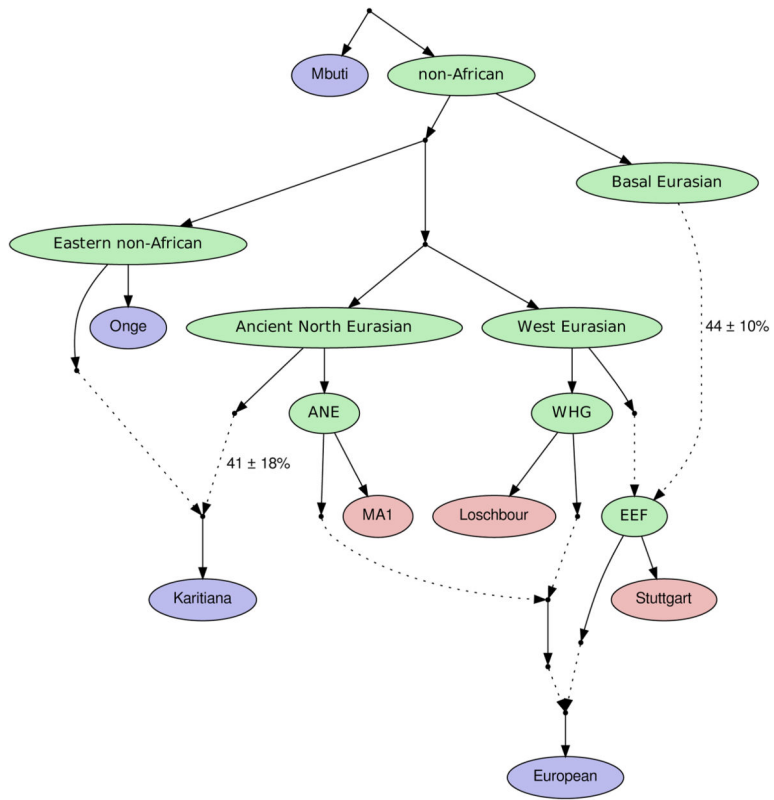 Mbuti
non-African
Basal Eurasian
Eastern non-African
Onge
Ancient North Eurasian
West Eurasian
44 ± 10%
ANE
WHG
41 ± 18%
MA1
Loschbour
EEF
Karitiana
Stuttgart
European